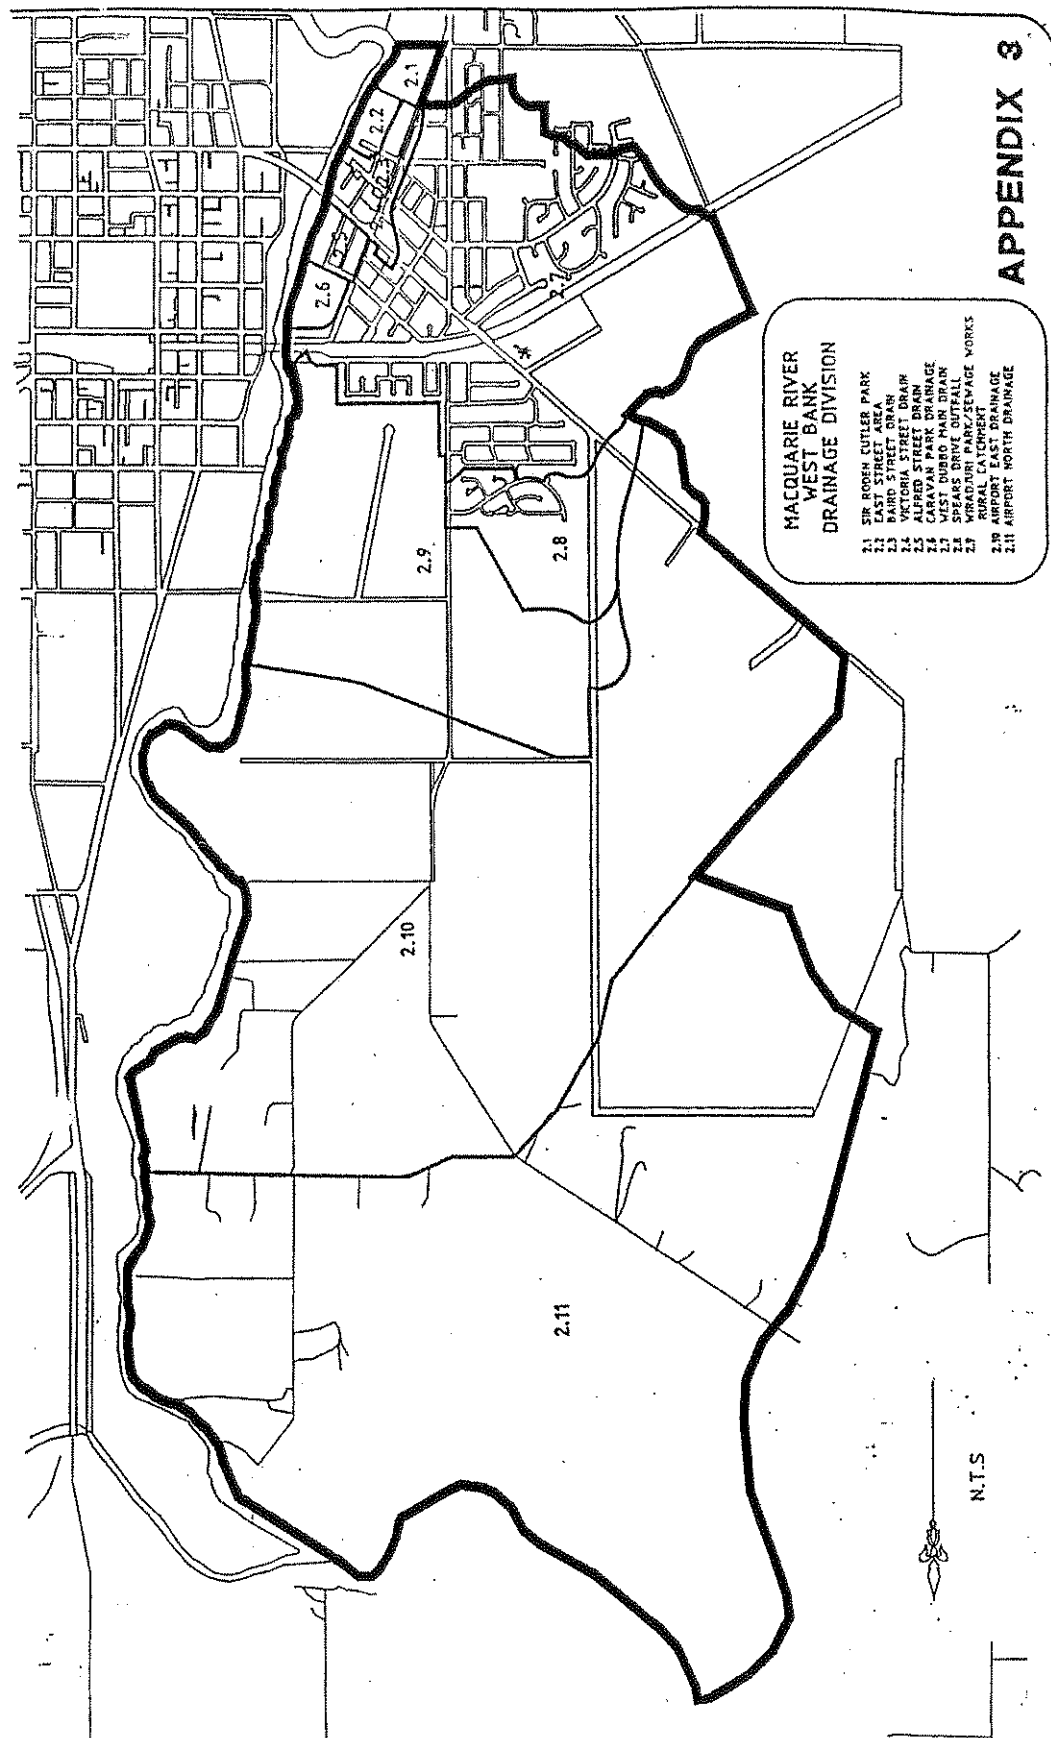 APPENDIX 3
MACQUARIE RIVER
WEST BANK
DRAINAGE DIVISION
2.1 SIR RODEN CUTLER PARK
2.2 EAST STREET AREA
2.3 BAIRD STREET DRAIN
2.4 VICTORIA STREET DRAIN
2.5 ALFRED STREET DRAIN
2.6 CARAVAN PARK DRAINAGE
2.7 WEST DUBBO MAIN DRAIN
2.8 SPEARS DRIVE OUTFALL
2.9 WIRADJURI PARK/SEWAGE WORKS
RURAL CATCHMENT
2.10 AIRPORT EAST DRAINAGE
2.11 AIRPORT NORTH DRAINAGE
2.1
2.2
2.3
2.6
2.7
2.8
2.9
2.10
2.11
N.T.S